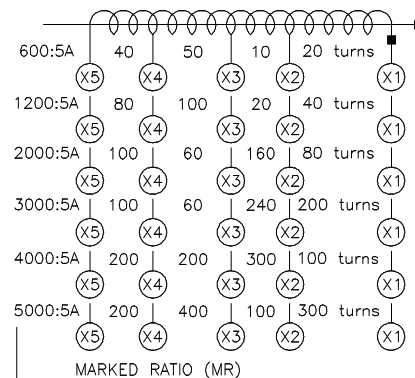 600:5A 40 50 10 20 turns
X5 X4 X3 X2 X1
1200:5A 80 100 20 40 turns
X5 X4 X3 X2 X1
2000:5A 100 60 160 80 turns
X5 X4 X3 X2 X1
3000:5A 100 60 240 200 turns
X5 X4 X3 X2 X1
4000:5A 200 200 300 100 turns
X5 X4 X3 X2 X1
5000:5A 200 400 100 300 turns
X5 X4 X3 X2 X1
MARKED RATIO (MR)